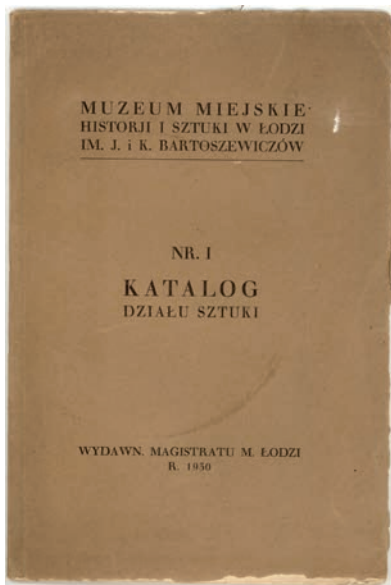 MUZEUM MIEJSKIE
HISTORJI I SZTUKI W ŁODZI
IM. J. i K. BARTOSZEWICZÓW
NR. I
KATALOG
DZIAŁU SZTUKI
WYDAWN. MAGISTRATU M. ŁODZI
R. 1930